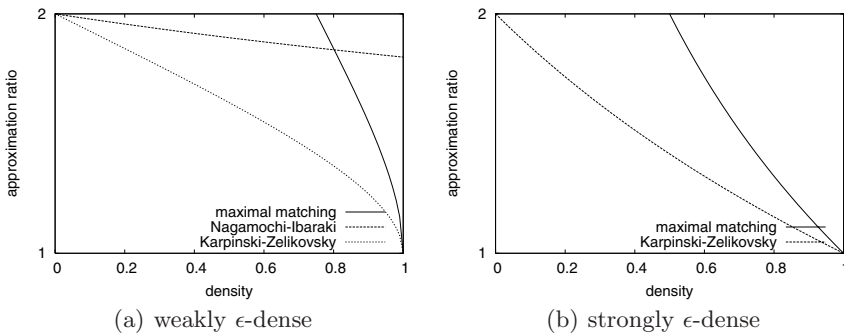 2
approximation ratio
1
maximal matching
Nagamochi-Ibaraki
Karpinski-Zelikovsky
0 0.2 0.4 0.6 0.8 1
density
(a) weakly ϵ-dense
2
approximation ratio
1
maximal matching
Karpinski-Zelikovsky
0 0.2 0.4 0.6 0.8 1
density
(b) strongly ϵ-dense